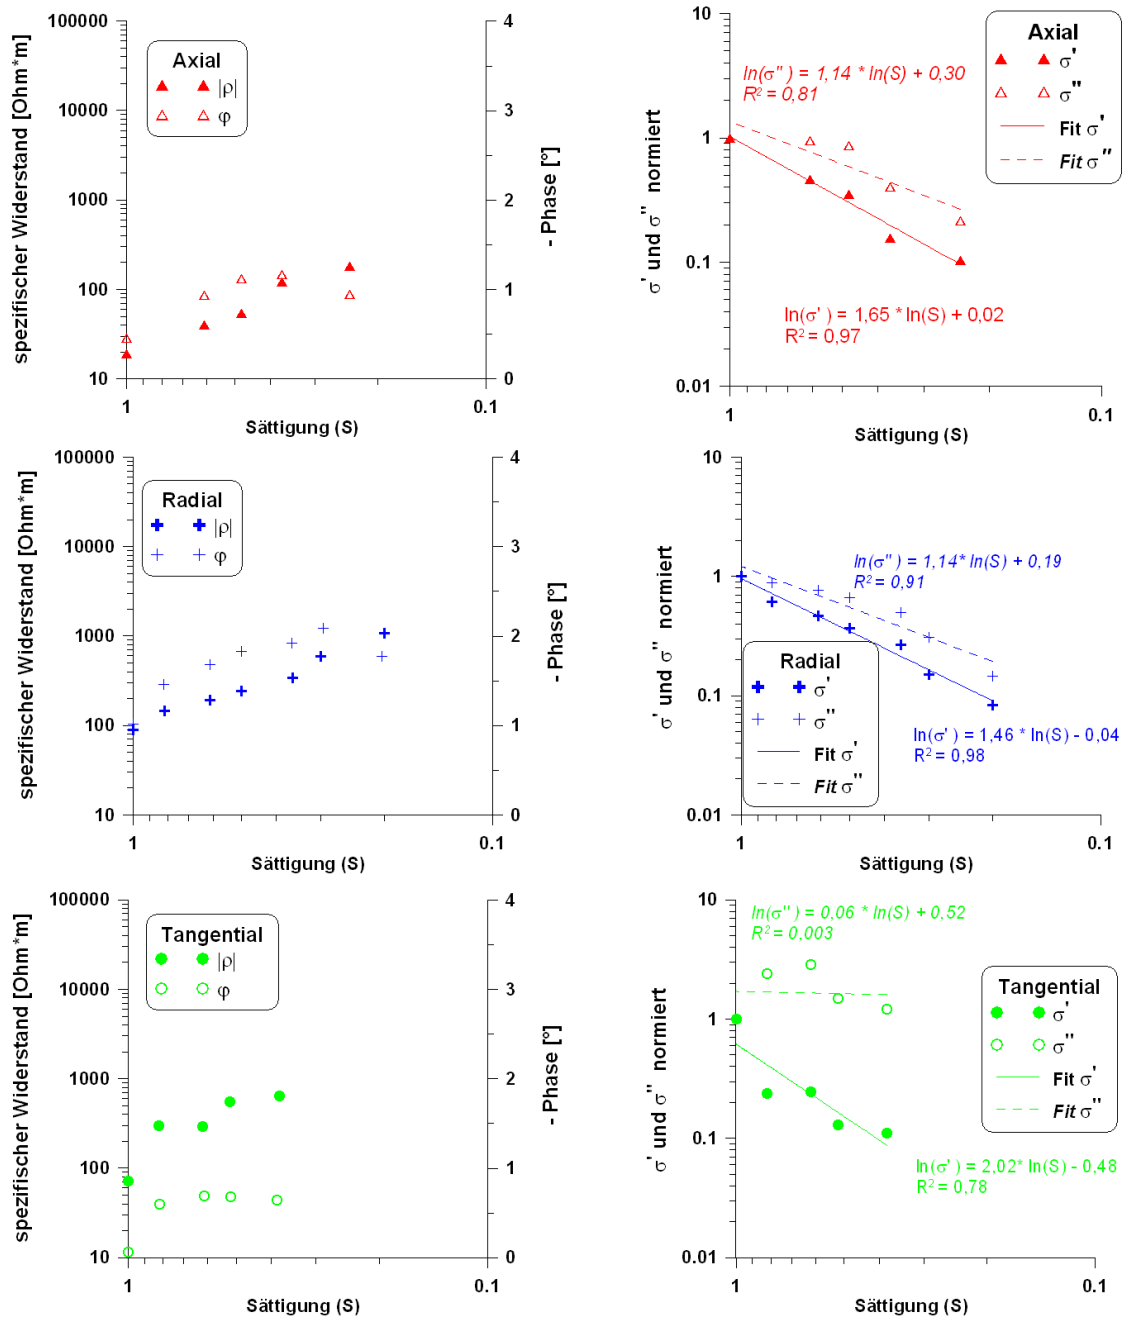 100000
10000
1000
100
10
spezifischer Widerstand [Ohm*m]
Axial
|ρ|
φ
4
3
2
1
0
- Phase [°]
1
0.1
Sättigung (S)
10
1
0.1
0.01
σ' und σ'' normiert
ln(σ'' ) = 1,14 * ln(S) + 0,30
R² = 0,81
Axial
σ'
σ''
Fit σ'
Fit σ''
ln(σ' ) = 1,65 * ln(S) + 0,02
R² = 0,97
1
0.1
Sättigung (S)
100000
10000
1000
100
10
spezifischer Widerstand [Ohm*m]
Radial
|ρ|
φ
4
3
2
1
0
- Phase [°]
1
0.1
Sättigung (S)
10
1
0.1
0.01
σ' und σ'' normiert
ln(σ'' ) = 1,14* ln(S) + 0,19
R² = 0,91
Radial
σ'
σ''
Fit σ'
Fit σ''
ln(σ' ) = 1,46 * ln(S) - 0,04
R² = 0,98
1
0.1
Sättigung (S)
100000
10000
1000
100
10
spezifischer Widerstand [Ohm*m]
Tangential
|ρ|
φ
4
3
2
1
0
- Phase [°]
1
0.1
Sättigung (S)
10
1
0.1
0.01
σ' und σ'' normiert
ln(σ'' ) = 0,06 * ln(S) + 0,52
R² = 0,003
Tangential
σ'
σ''
Fit σ'
Fit σ''
ln(σ' ) = 2,02* ln(S) - 0,48
R² = 0,78
1
0.1
Sättigung (S)